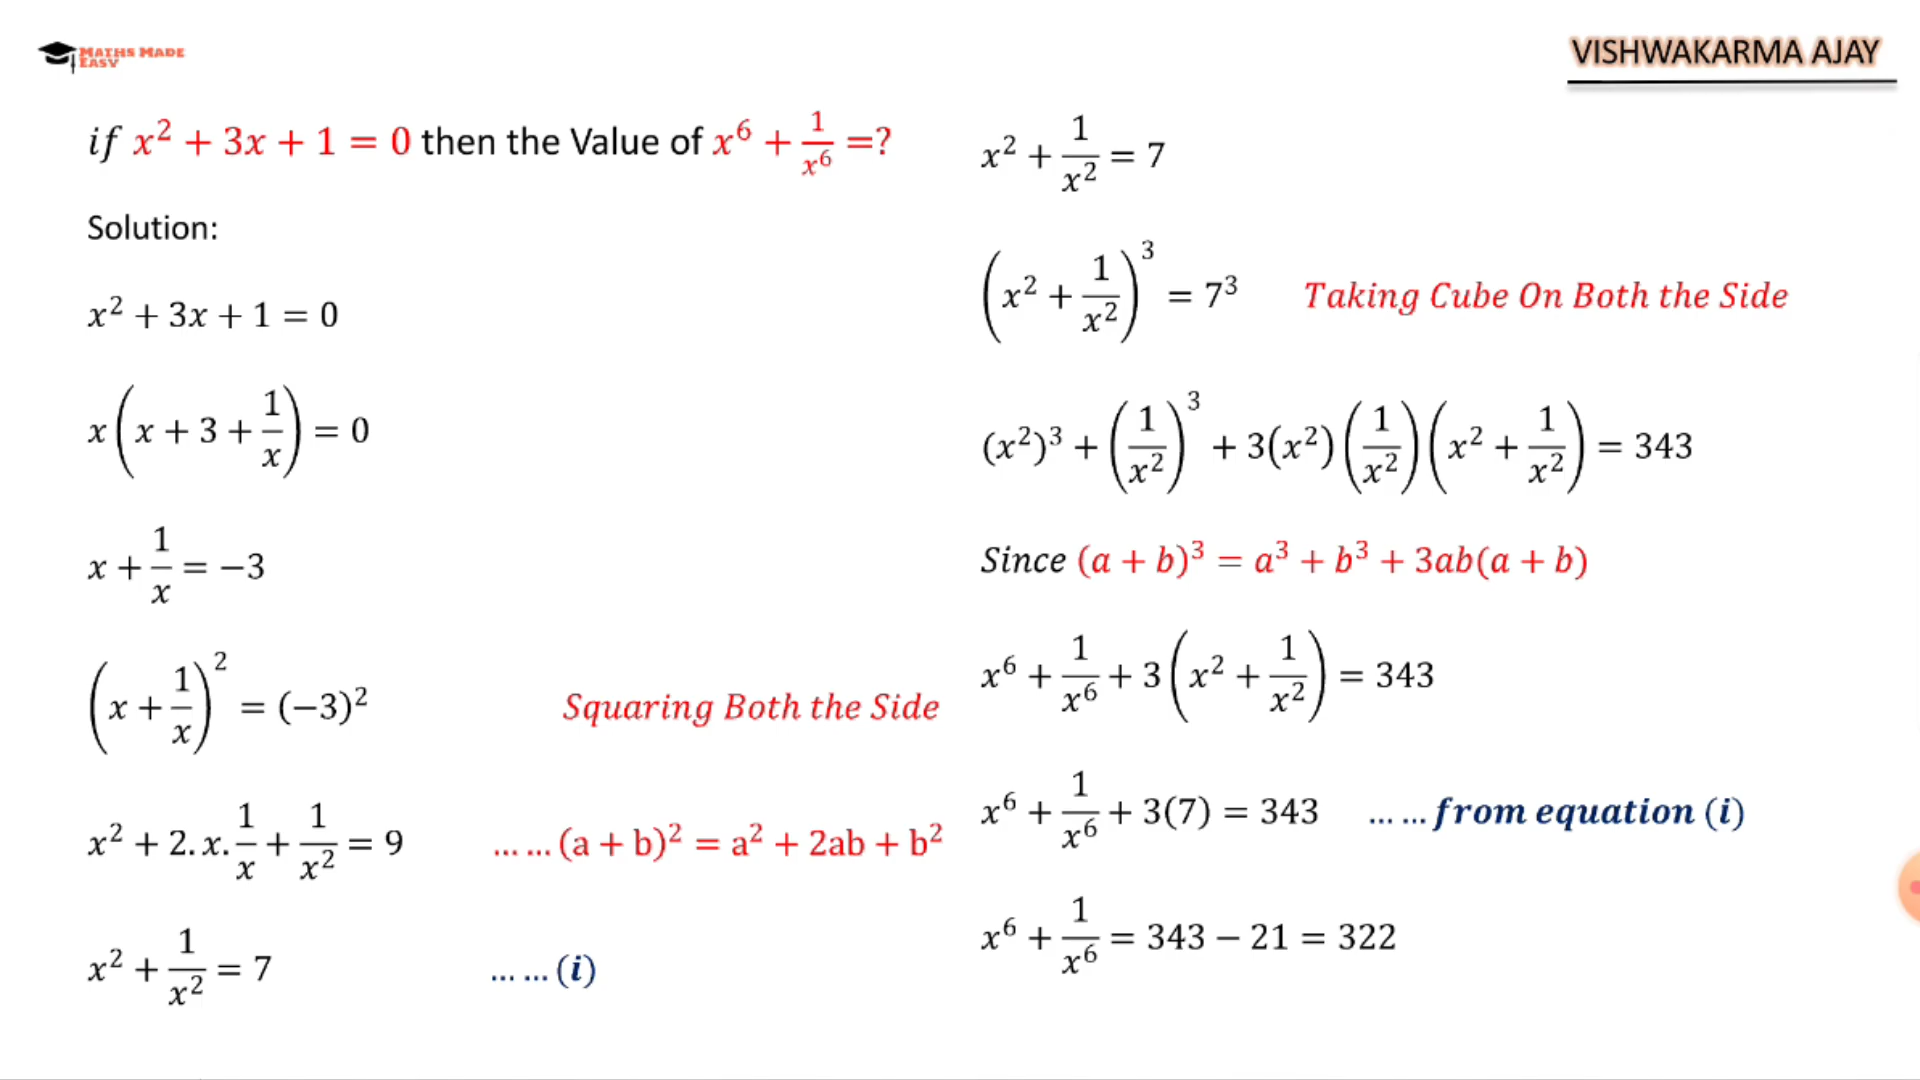 MATHS MADE
EASY
VISHWAKARMA AJAY
if x² + 3x + 1 = 0 then the Value of x⁶ + 1/x⁶ =?
Solution:
x² + 3x + 1 = 0
x(x + 3 + 1/x) = 0
x + 1/x = −3
(x + 1/x)² = (−3)² Squaring Both the Side
x² + 2.x.1/x + 1/x² = 9 ... ... (a + b)² = a² + 2ab + b²
x² + 1/x² = 7 ... ... (i)
x² + 1/x² = 7
(x² + 1/x²)³ = 7³ Taking Cube On Both the Side
(x²)³ + (1/x²)³ + 3(x²)(1/x²)(x² + 1/x²) = 343
Since (a + b)³ = a³ + b³ + 3ab(a + b)
x⁶ + 1/x⁶ + 3(x² + 1/x²) = 343
x⁶ + 1/x⁶ + 3(7) = 343 ... ... from equation (i)
x⁶ + 1/x⁶ = 343 − 21 = 322